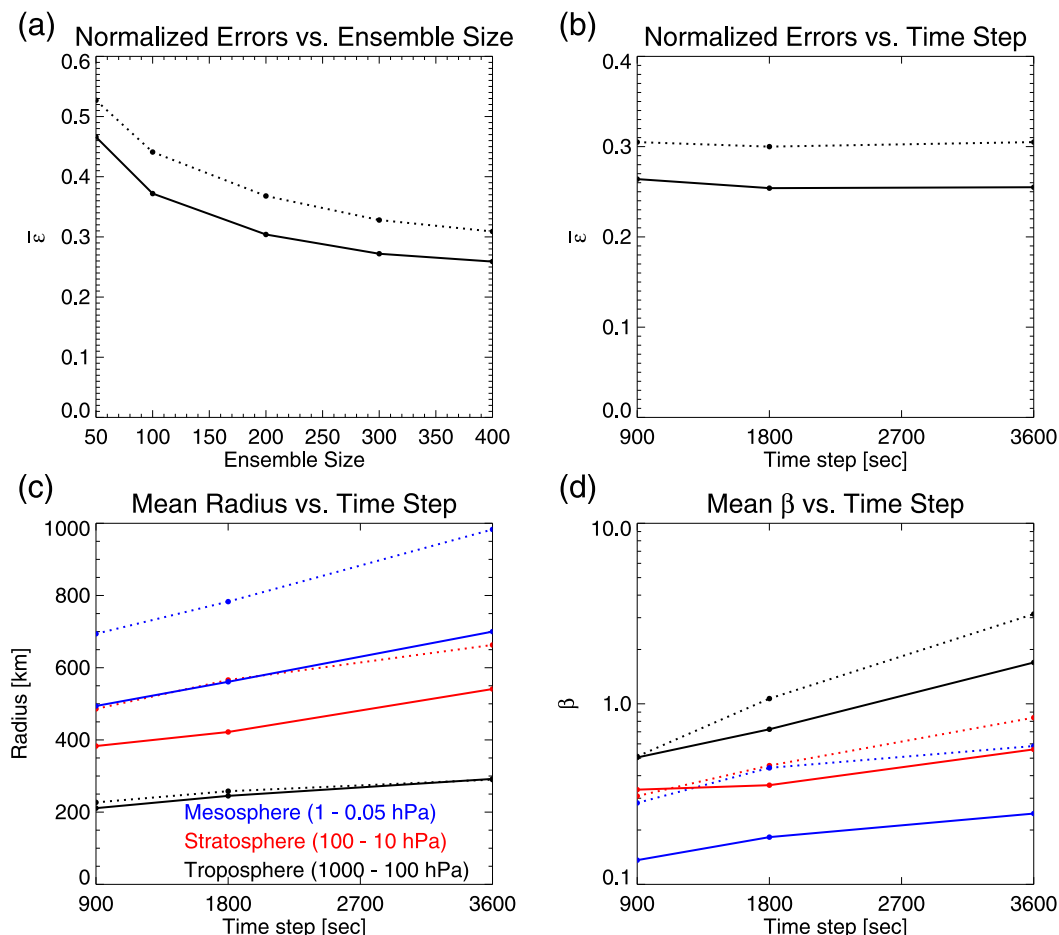 (a)
Normalized Errors vs. Ensemble Size
0.6
0.5
0.4
0.3
0.2
0.1
0.0
ε̅
50 100 150 200 250 300 350 400
Ensemble Size
(b)
Normalized Errors vs. Time Step
0.4
0.3
0.2
0.1
0.0
ε̅
900 1800 2700 3600
Time step [sec]
(c)
Mean Radius vs. Time Step
1000
800
600
400
200
0
Radius [km]
Mesosphere (1 - 0.05 hPa)
Stratosphere (100 - 10 hPa)
Troposphere (1000 - 100 hPa)
900 1800 2700 3600
Time step [sec]
(d)
Mean β vs. Time Step
10.0
1.0
0.1
β
900 1800 2700 3600
Time step [sec]